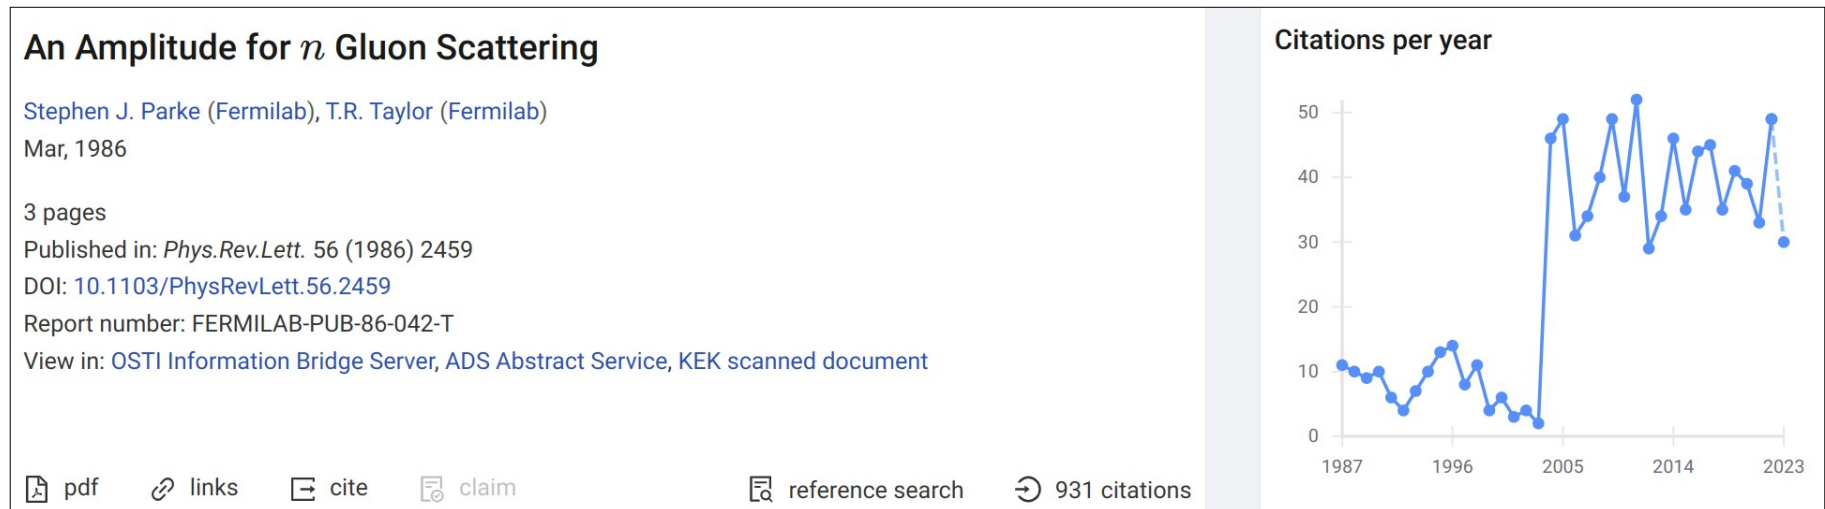 An Amplitude for n Gluon Scattering
Stephen J. Parke (Fermilab), T.R. Taylor (Fermilab)
Mar, 1986
3 pages
Published in: Phys.Rev.Lett. 56 (1986) 2459
DOI: 10.1103/PhysRevLett.56.2459
Report number: FERMILAB-PUB-86-042-T
View in: OSTI Information Bridge Server, ADS Abstract Service, KEK scanned document
pdf links cite claim reference search 931 citations
Citations per year
50
40
30
20
10
0
1987 1996 2005 2014 2023